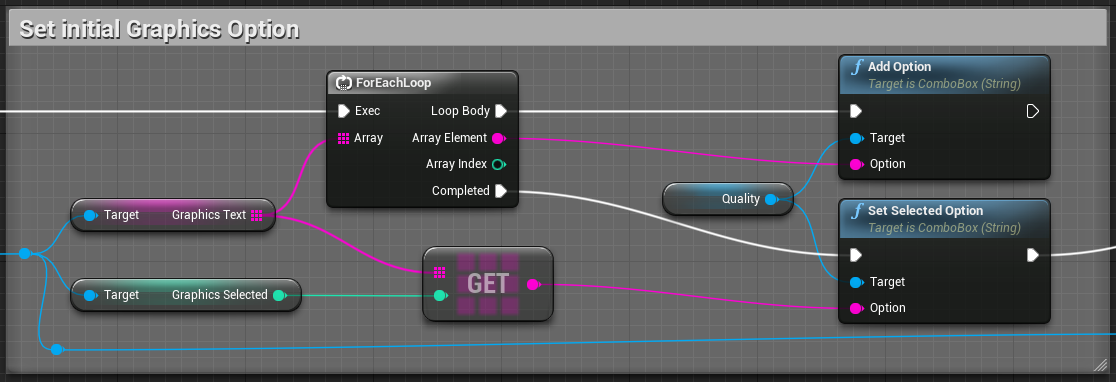 Set initial Graphics Option
ForEachLoop
Exec Loop Body
Array Array Element
Array Index
Completed
Target Graphics Text
Target Graphics Selected
GET
Quality
f Add Option
Target is ComboBox (String)
Target
Option
f Set Selected Option
Target is ComboBox (String)
Target
Option